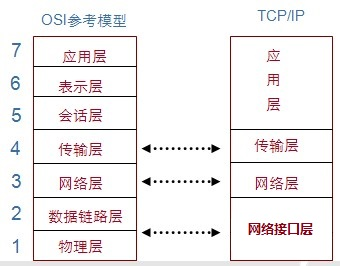 OSI参考模型
TCP/IP
7
应用层
6
表示层
5
会话层
应
用
层
4
传输层
传输层
3
网络层
网络层
2
数据链路层
1
物理层
网络接口层